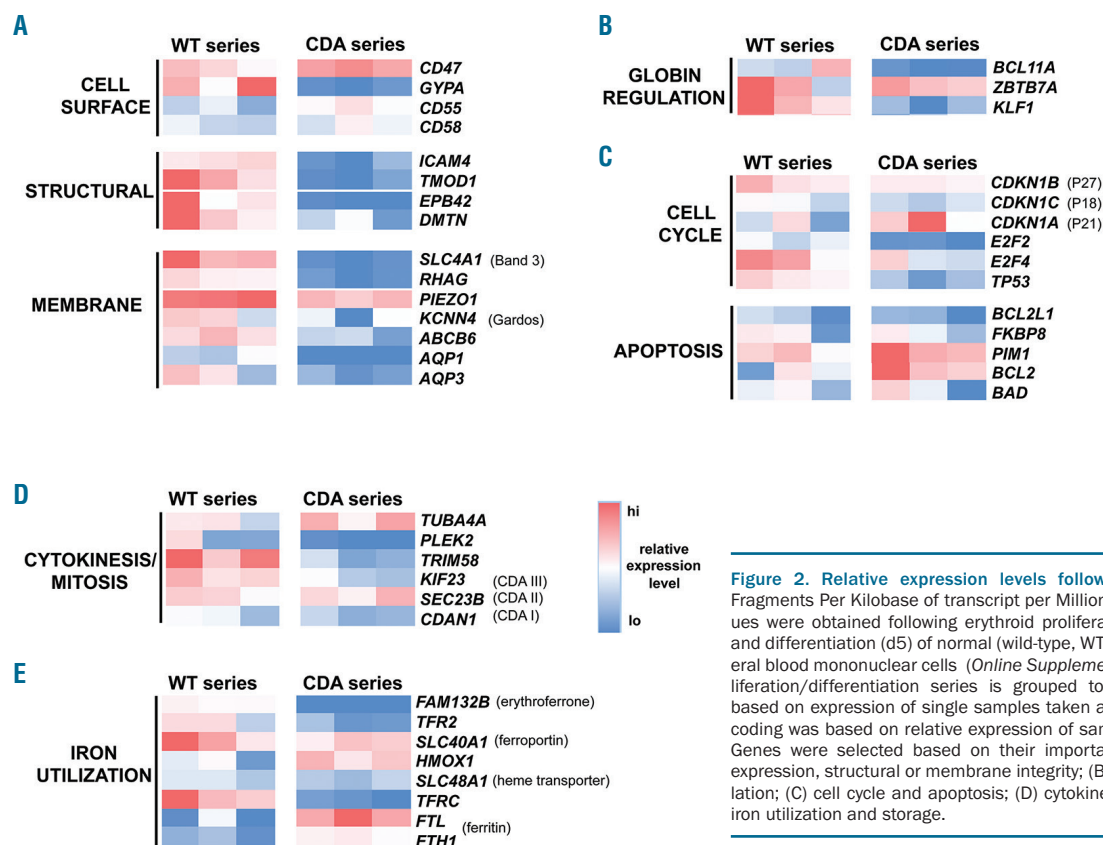 A
WT series
CDA series
CELL
SURFACE
CD47
GYPA
CD55
CD58
STRUCTURAL
ICAM4
TMOD1
EPB42
DMTN
MEMBRANE
SLC4A1 (Band 3)
RHAG
PIEZO1
KCNN4 (Gardos)
ABCB6
AQP1
AQP3
B
WT series
CDA series
GLOBIN
REGULATION
BCL11A
ZBTB7A
KLF1
C
WT series
CDA series
CELL
CYCLE
CDKN1B (P27)
CDKN1C (P18)
CDKN1A (P21)
E2F2
E2F4
TP53
APOPTOSIS
BCL2L1
FKBP8
PIM1
BCL2
BAD
D
WT series
CDA series
CYTOKINESIS/
MITOSIS
TUBA4A
PLEK2
TRIM58
KIF23 (CDA III)
SEC23B (CDA II)
CDAN1 (CDA I)
hi
relative
expression
level
lo
E
WT series
CDA series
IRON
UTILIZATION
FAM132B (erythroferrone)
TFR2
SLC40A1 (ferroportin)
HMOX1
SLC48A1 (heme transporter)
TFRC
FTL
(ferritin)
FTH1
Figure 2. Relative expression levels follow
Fragments Per Kilobase of transcript per Million
ues were obtained following erythroid prolifera
and differentiation (d5) of normal (wild-type, WT
eral blood mononuclear cells (Online Suppleme
liferation/differentiation series is grouped to
based on expression of single samples taken a
coding was based on relative expression of sar
Genes were selected based on their importa
expression, structural or membrane integrity; (B
lation; (C) cell cycle and apoptosis; (D) cytokine
iron utilization and storage.